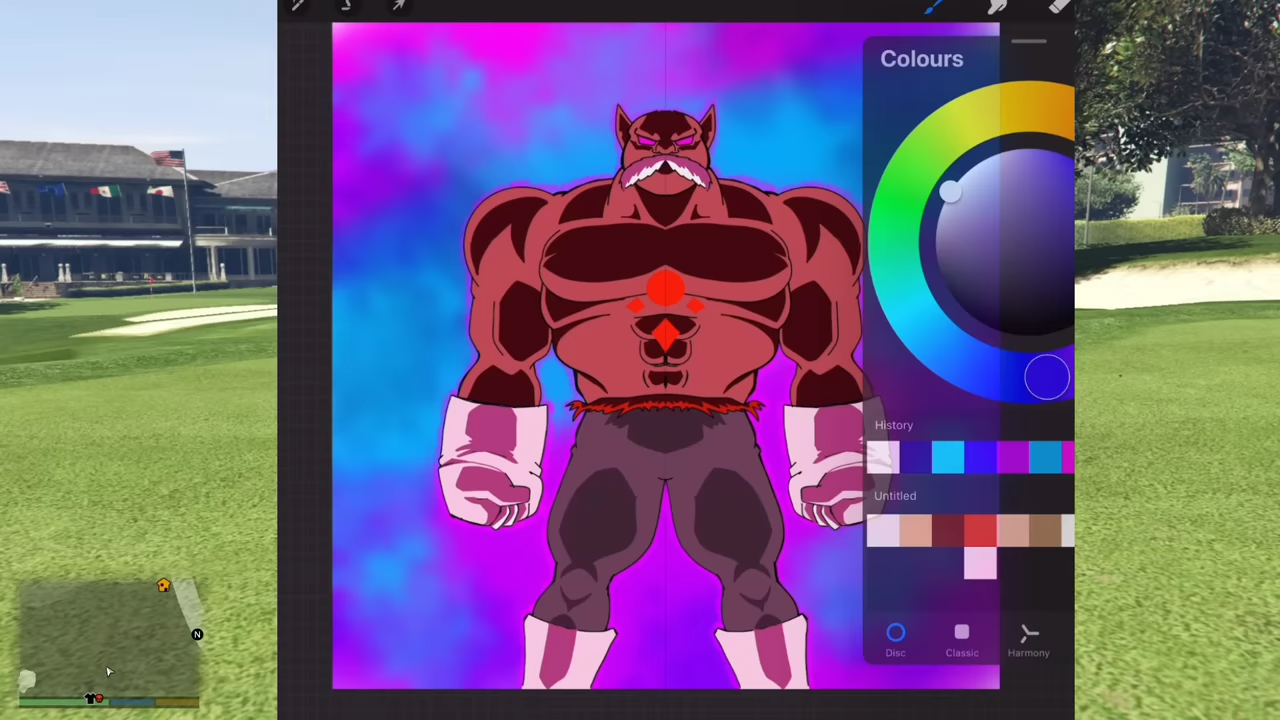 Colours
History
Untitled
Disc
Classic
Harmony
N